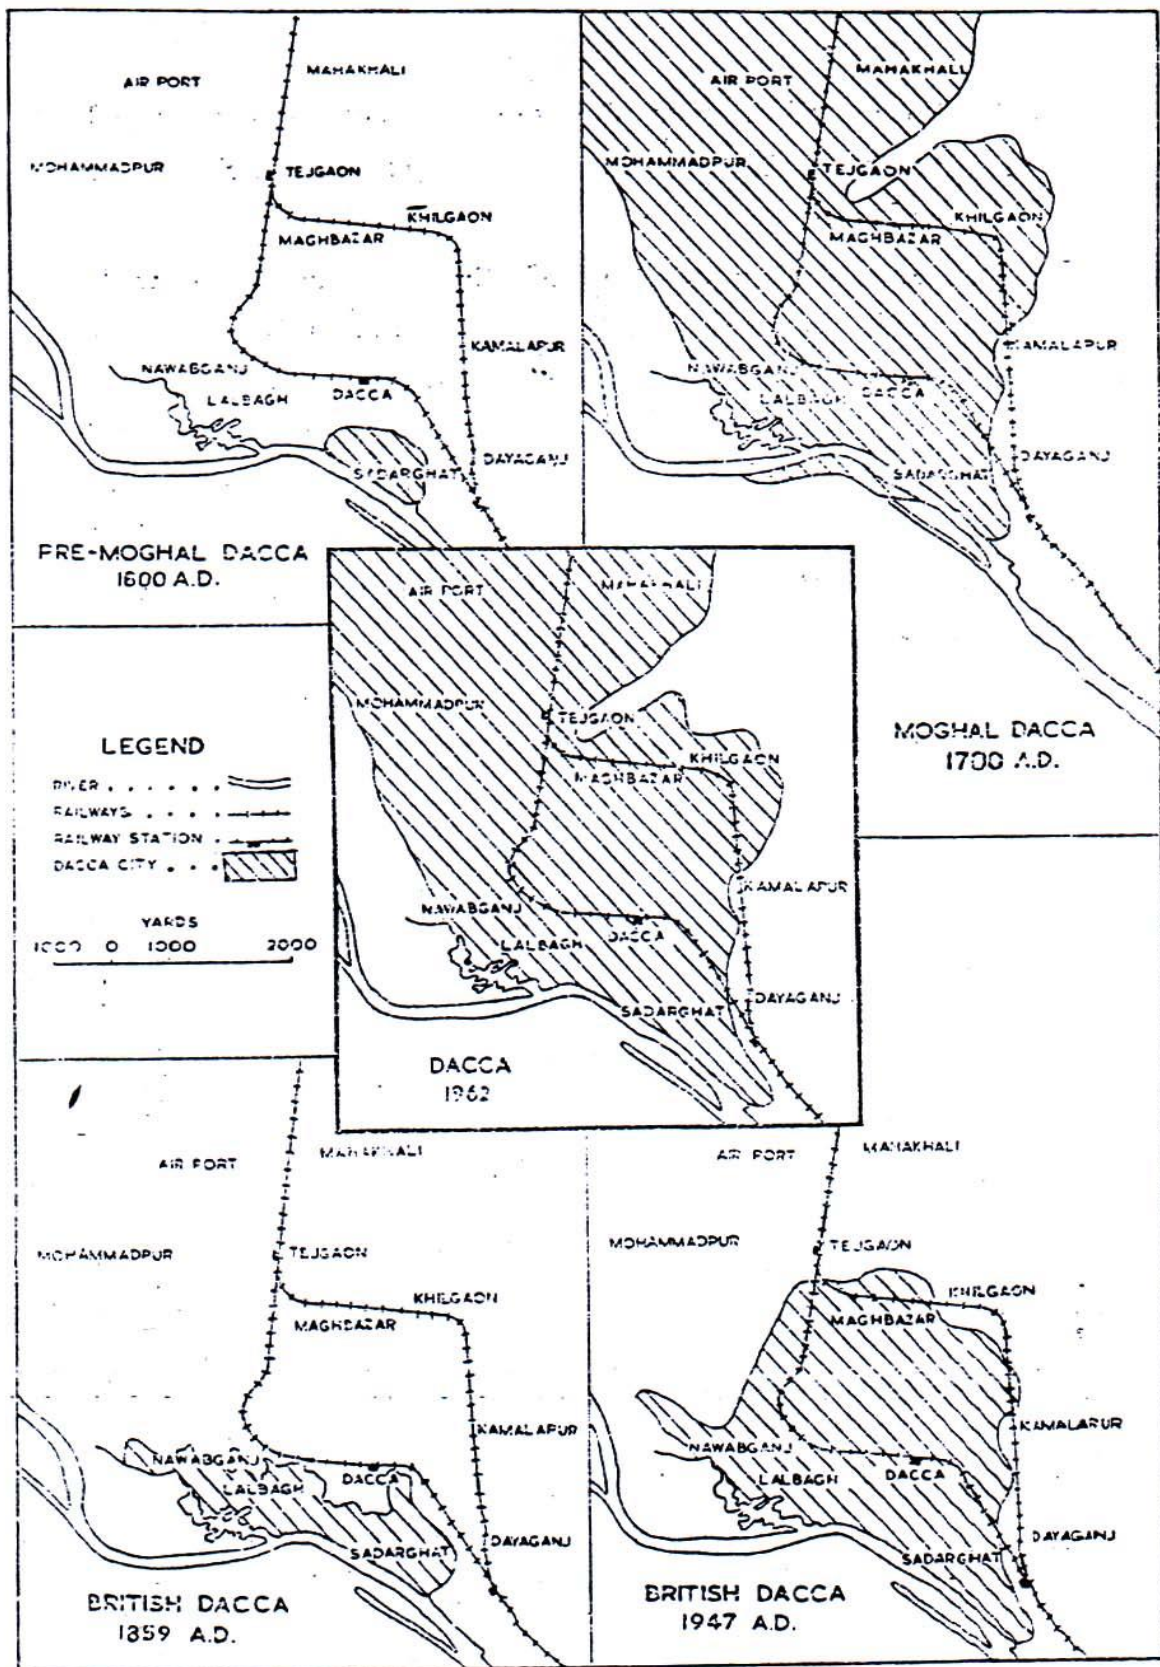 AIR PORT
MAHAKHALI
MOHAMMADPUR
TEJGAON
KHILGAON
MAGHBAZAR
KAMALAPUR
NAWABGANJ
LALBAGH
DACCA
SADARGHAT
DAYAGANJ
PRE-MOGHAL DACCA
1600 A.D.
AIR PORT
MAHAKHALI
MOHAMMADPUR
TEJGAON
KHILGAON
MAGHBAZAR
KAMALAPUR
NAWABGANJ
LALBAGH
DACCA
DAYAGANJ
SADARGHAT
MOGHAL DACCA
1700 A.D.
LEGEND
RIVER
RAILWAYS
RAILWAY STATION
DACCA CITY
YARDS
1000 0 1000 2000
AIR PORT
MAHAKHALI
MOHAMMADPUR
TEJGAON
KHILGAON
MAGHBAZAR
KAMALAPUR
NAWABGANJ
DACCA
LALBAGH
DAYAGANJ
SADARGHAT
DACCA
1962
AIR PORT
MAHAKHALI
MOHAMMADPUR
TEJGAON
KHILGAON
MAGHBAZAR
KAMALAPUR
NAWABGANJ
LALBAGH
DACCA
DAYAGANJ
SADARGHAT
BRITISH DACCA
1859 A.D.
AIR PORT
MAHAKHALI
MOHAMMADPUR
TEJGAON
KHILGAON
MAGHBAZAR
KAMALAPUR
NAWABGANJ
LALBAGH
DACCA
DAYAGANJ
SADARGHAT
BRITISH DACCA
1947 A.D.